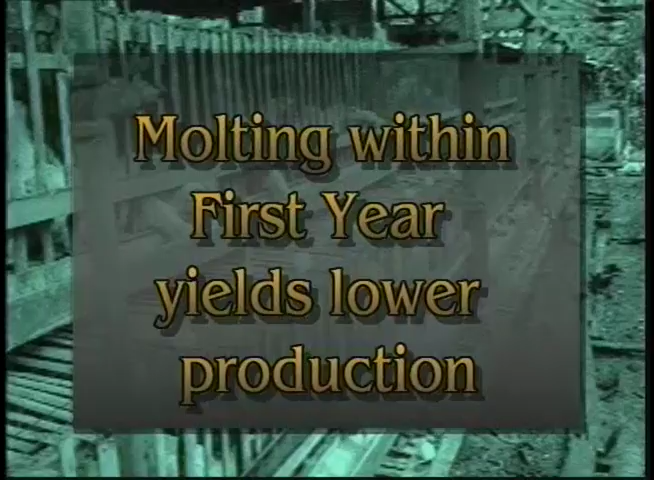 Molting within
First Year
yields lower
production